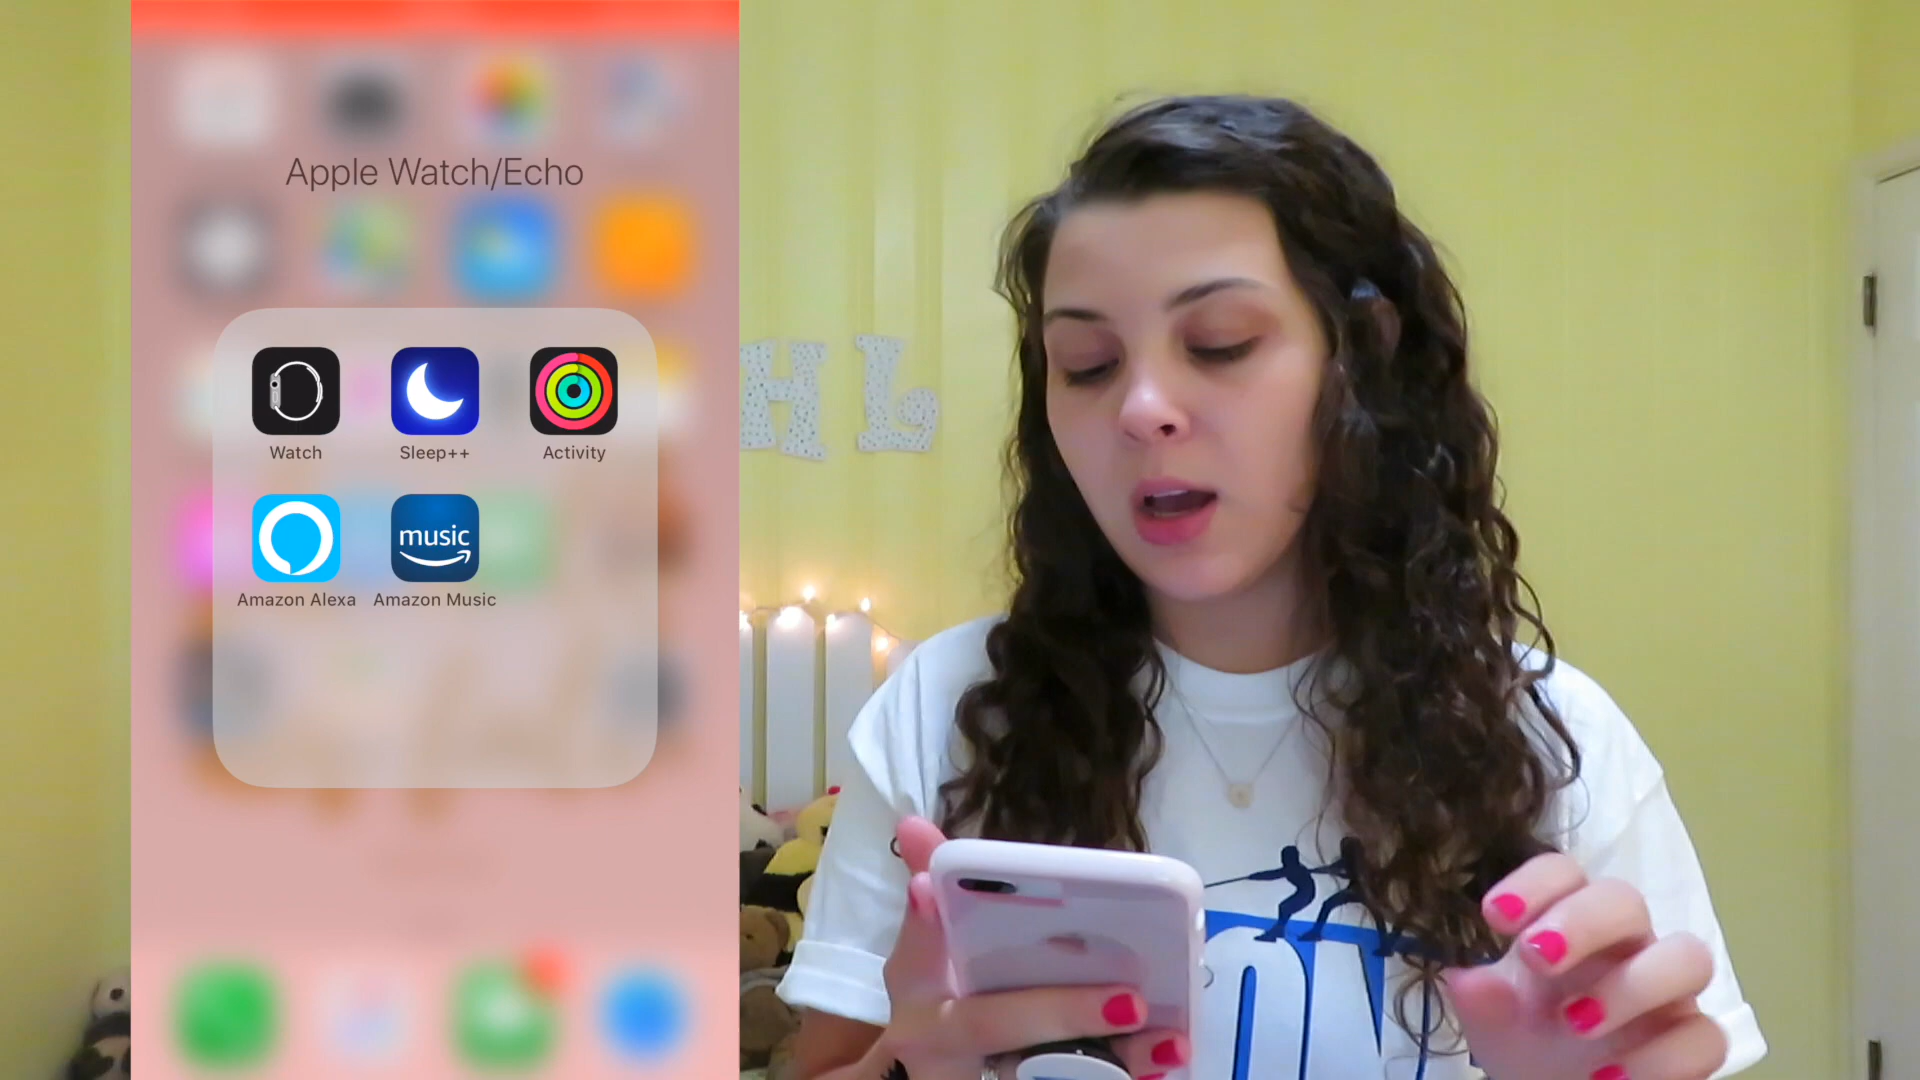 Apple Watch/Echo
Watch
Sleep++
Activity
music
Amazon Alexa
Amazon Music
H L